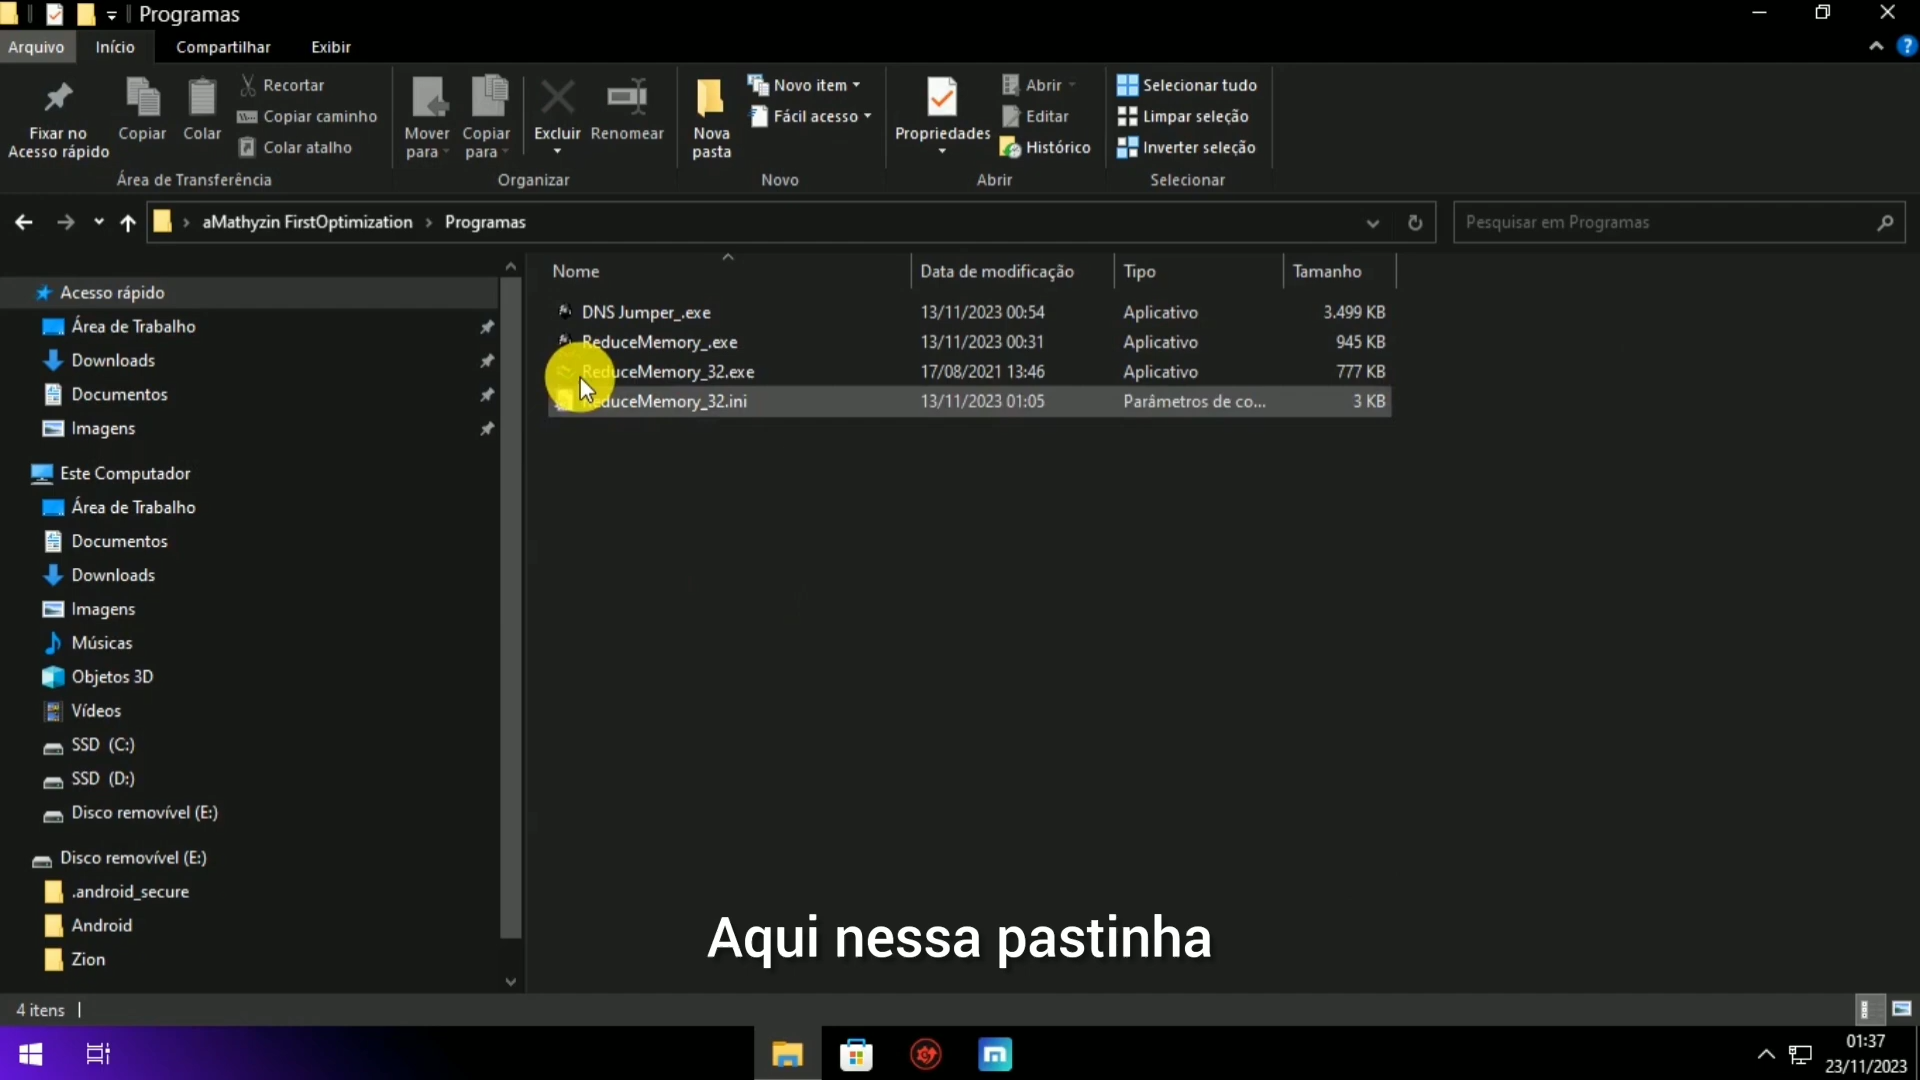 Programas
Arquivo Início Compartilhar Exibir
Fixar no
Acesso rápido
Copiar
Colar
Recortar
Copiar caminho
Colar atalho
Área de Transferência
Mover
para
Copiar
para
Excluir
Renomear
Organizar
Nova
pasta
Novo item
Fácil acesso
Novo
Propriedades
Abrir
Editar
Histórico
Abrir
Selecionar tudo
Limpar seleção
Inverter seleção
Selecionar
aMathyzin FirstOptimization > Programas
Pesquisar em Programas
Nome Data de modificação Tipo Tamanho
DNS Jumper_.exe 13/11/2023 00:54 Aplicativo 3.499 KB
ReduceMemory_.exe 13/11/2023 00:31 Aplicativo 945 KB
ReduceMemory_32.exe 17/08/2021 13:46 Aplicativo 777 KB
ReduceMemory_32.ini 13/11/2023 01:05 Parâmetros de co... 3 KB
Acesso rápido
Área de Trabalho
Downloads
Documentos
Imagens
Este Computador
Área de Trabalho
Documentos
Downloads
Imagens
Músicas
Objetos 3D
Vídeos
SSD (C:)
SSD (D:)
Disco removível (E:)
Disco removível (E:)
.android_secure
Android
Zion
Aqui nessa pastinha
4 itens
01:37
23/11/2023